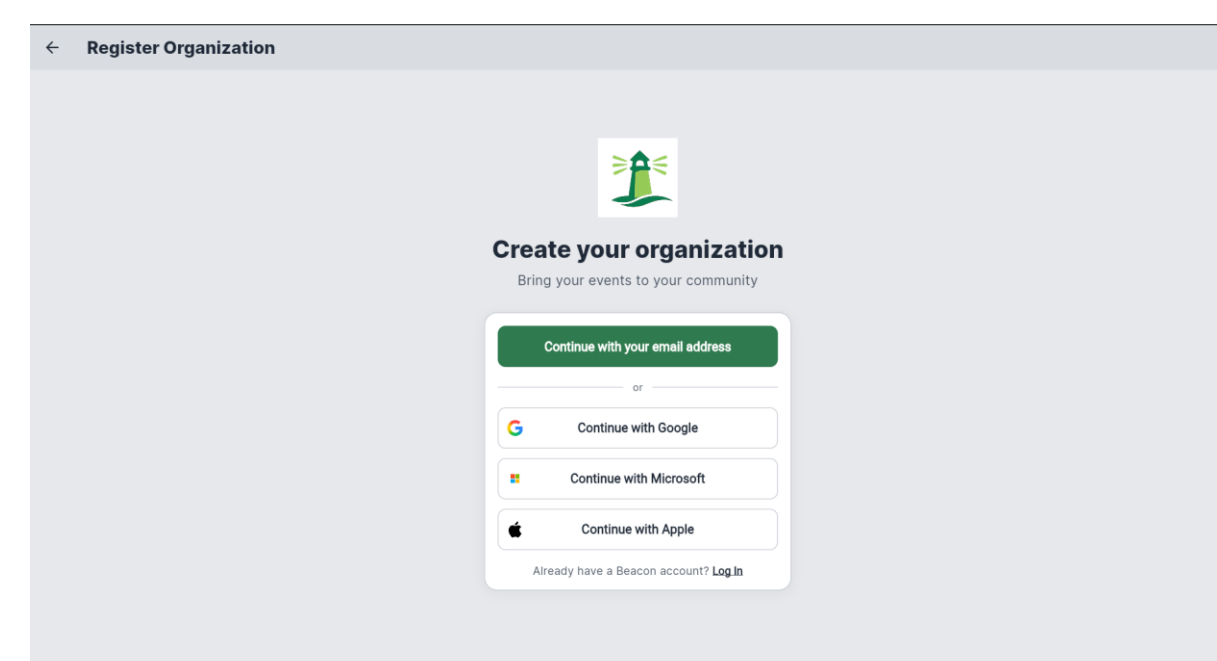 Register Organization
Create your organization
Bring your events to your community
Continue with your email address
or
Continue with Google
Continue with Microsoft
Continue with Apple
Already have a Beacon account? Log In